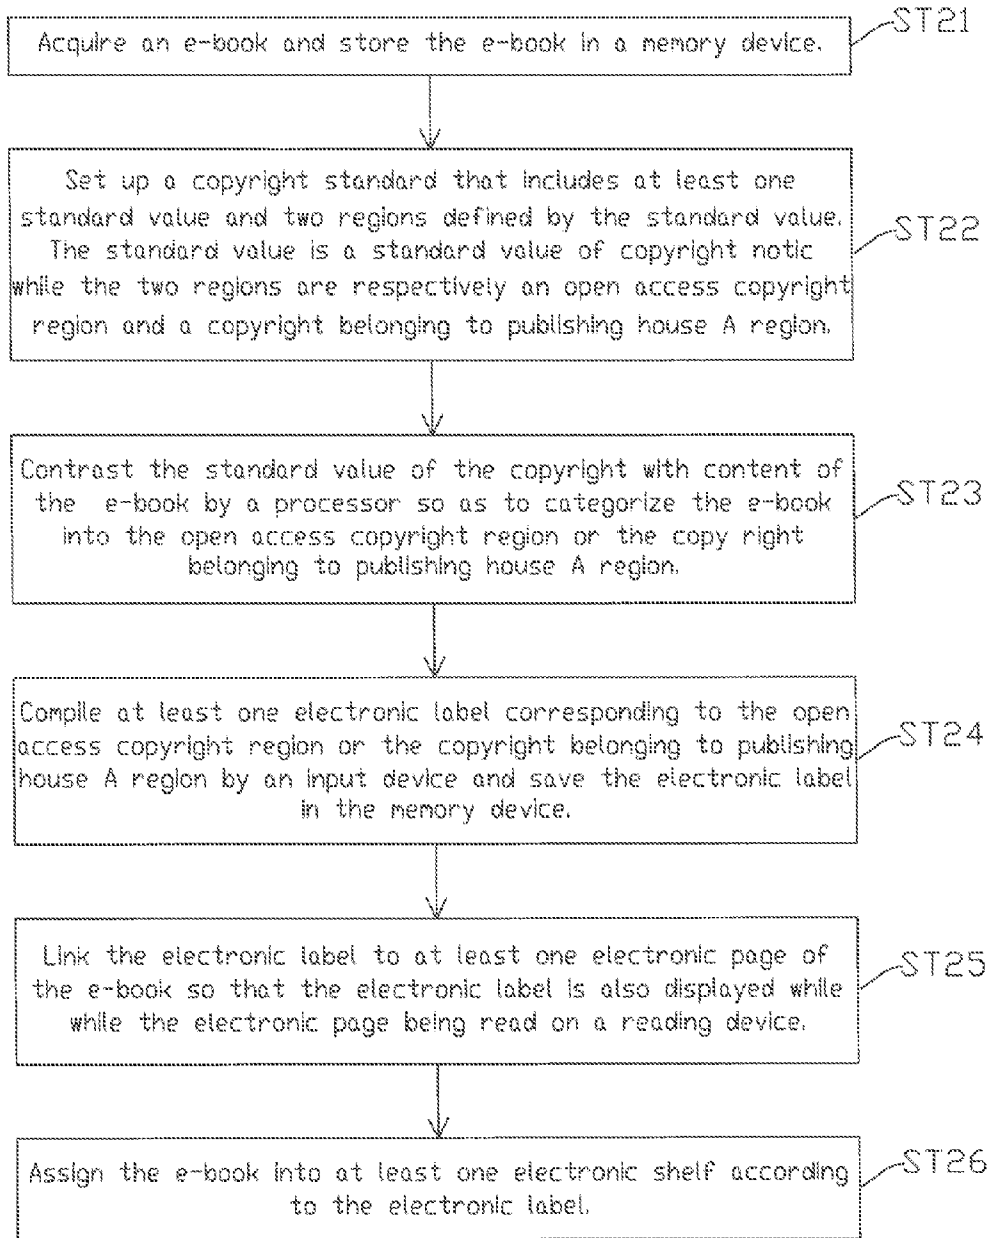 ST21
Acquire an e-book and store the e-book in a memory device.
Set up a copyright standard that includes at least one
standard value and two regions defined by the standard value.
The standard value is a standard value of copyright notic
while the two regions are respectively an open access copyright
region and a copyright belonging to publishing house A region.
ST22
Contrast the standard value of the copyright with content of
the e-book by a processor so as to categorize the e-book
into the open access copyright region or the copy right
belonging to publishing house A region.
ST23
Compile at least one electronic label corresponding to the open
access copyright region or the copyright belonging to publishing
house A region by an input device and save the electronic label
in the memory device.
ST24
Link the electronic label to at least one electronic page of
the e-book so that the electronic label is also displayed while
while the electronic page being read on a reading device.
ST25
Assign the e-book into at least one electronic shelf according
to the electronic label.
ST26